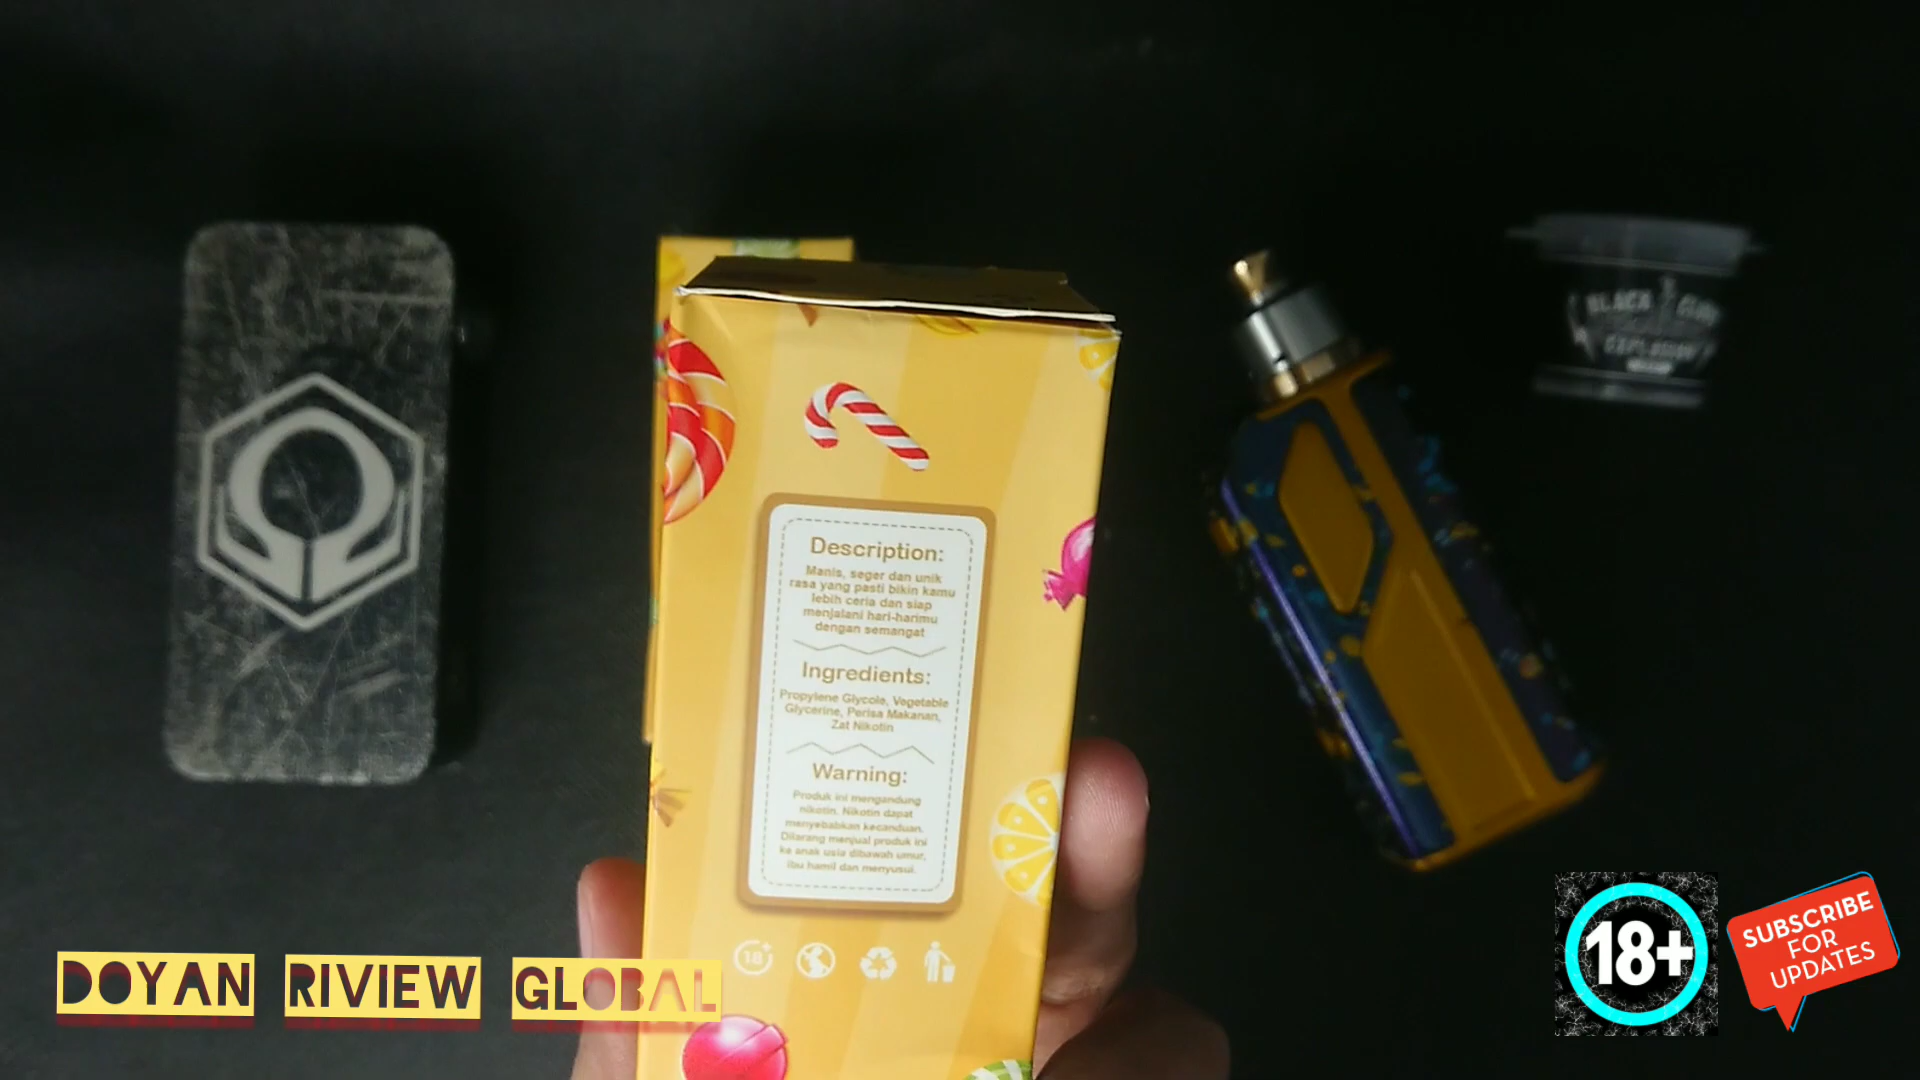 BLACK
Description:
Manis, seger dan unik
rasa yang pasti bikin kamu
lebih ceria dan siap
menjalani hari-harimu
dengan semangat
Ingredients:
Propylene Glycole, Vegetable
Glycerine, Perisa Makanan,
Zat Nikotin
Warning:
Produk ini mengandung
nikotin. Nikotin dapat
menyebabkan kecanduan.
Dilarang menjual produk ini
ke anak usia dibawah umur,
ibu hamil dan menyusui.
18+
DOYAN RIVIEW GLOBAL
18+
SUBSCRIBE
FOR
UPDATES